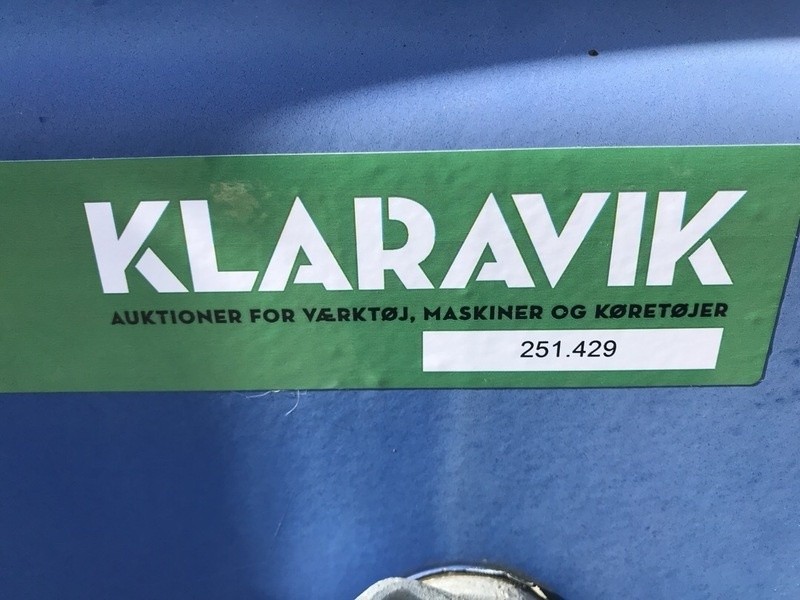 KLARAVIK
AUKTIONER FOR VÆRKTØJ, MASKINER OG KØRETØJER
251.429